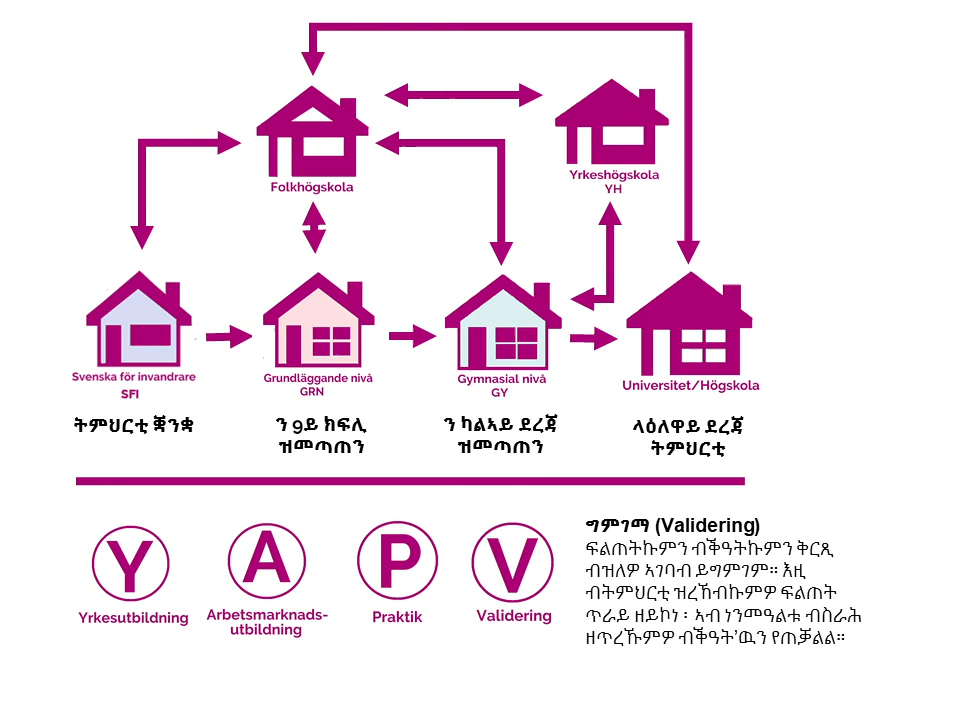 Folkhögskola
Yrkeshögskola
YH
Svenska för invandrare
SFI
Grundläggande nivå
GRN
Gymnasial nivå
GY
Universitet/Högskola
ትምህርቲ ቛንቋ
ን 9ይ ክፍሊ
ዝመጣጠን
ን ካልኣይ ደረጃ
ዝመጣጠን
ላዕለዋይ ደረጃ
ትምህርቲ
Y
Yrkesutbildning
A
Arbetsmarknads-
utbildning
P
Praktik
V
Validering
ግምገማ (Validering)
ፍልጠትኩምን ብቕዓትኩምን ቅርጺ
ብዝለዎ ኣገባብ ይግምገም። እዚ
ብትምህርቲ ዝረኸብኩምዎ ፍልጠት
ጥራይ ዘይኮነ፡ ኣብ ነንመዓልቱ ብስራሕ
ዘጥረኹምዎ ብቕዓት’ዉን የጠቓልል።